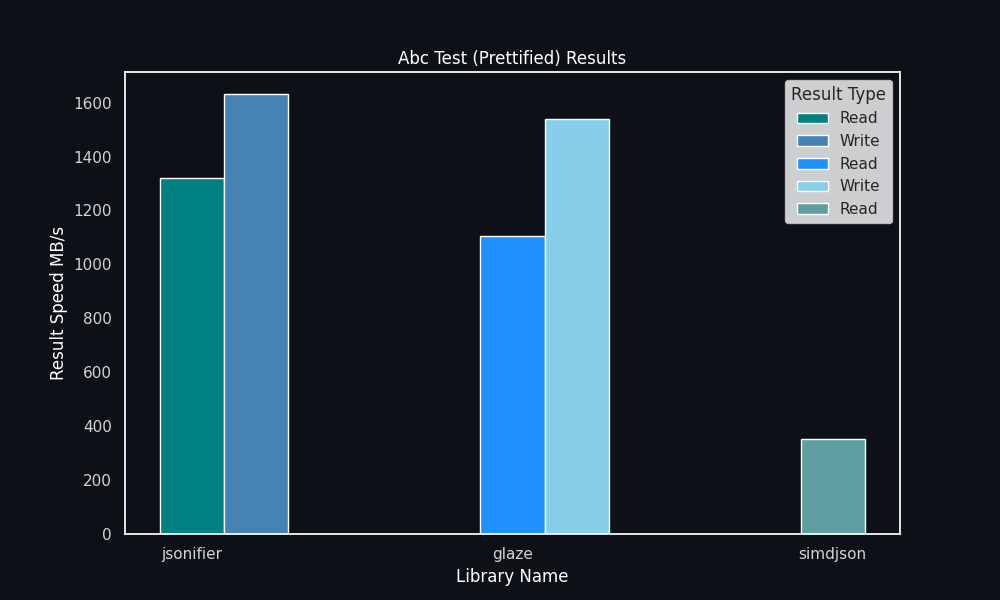 Abc Test (Prettified) Results
Result Speed MB/s
1600
1400
1200
1000
800
600
400
200
0
Result Type
Read
Write
Read
Write
Read
jsonifier
glaze
simdjson
Library Name